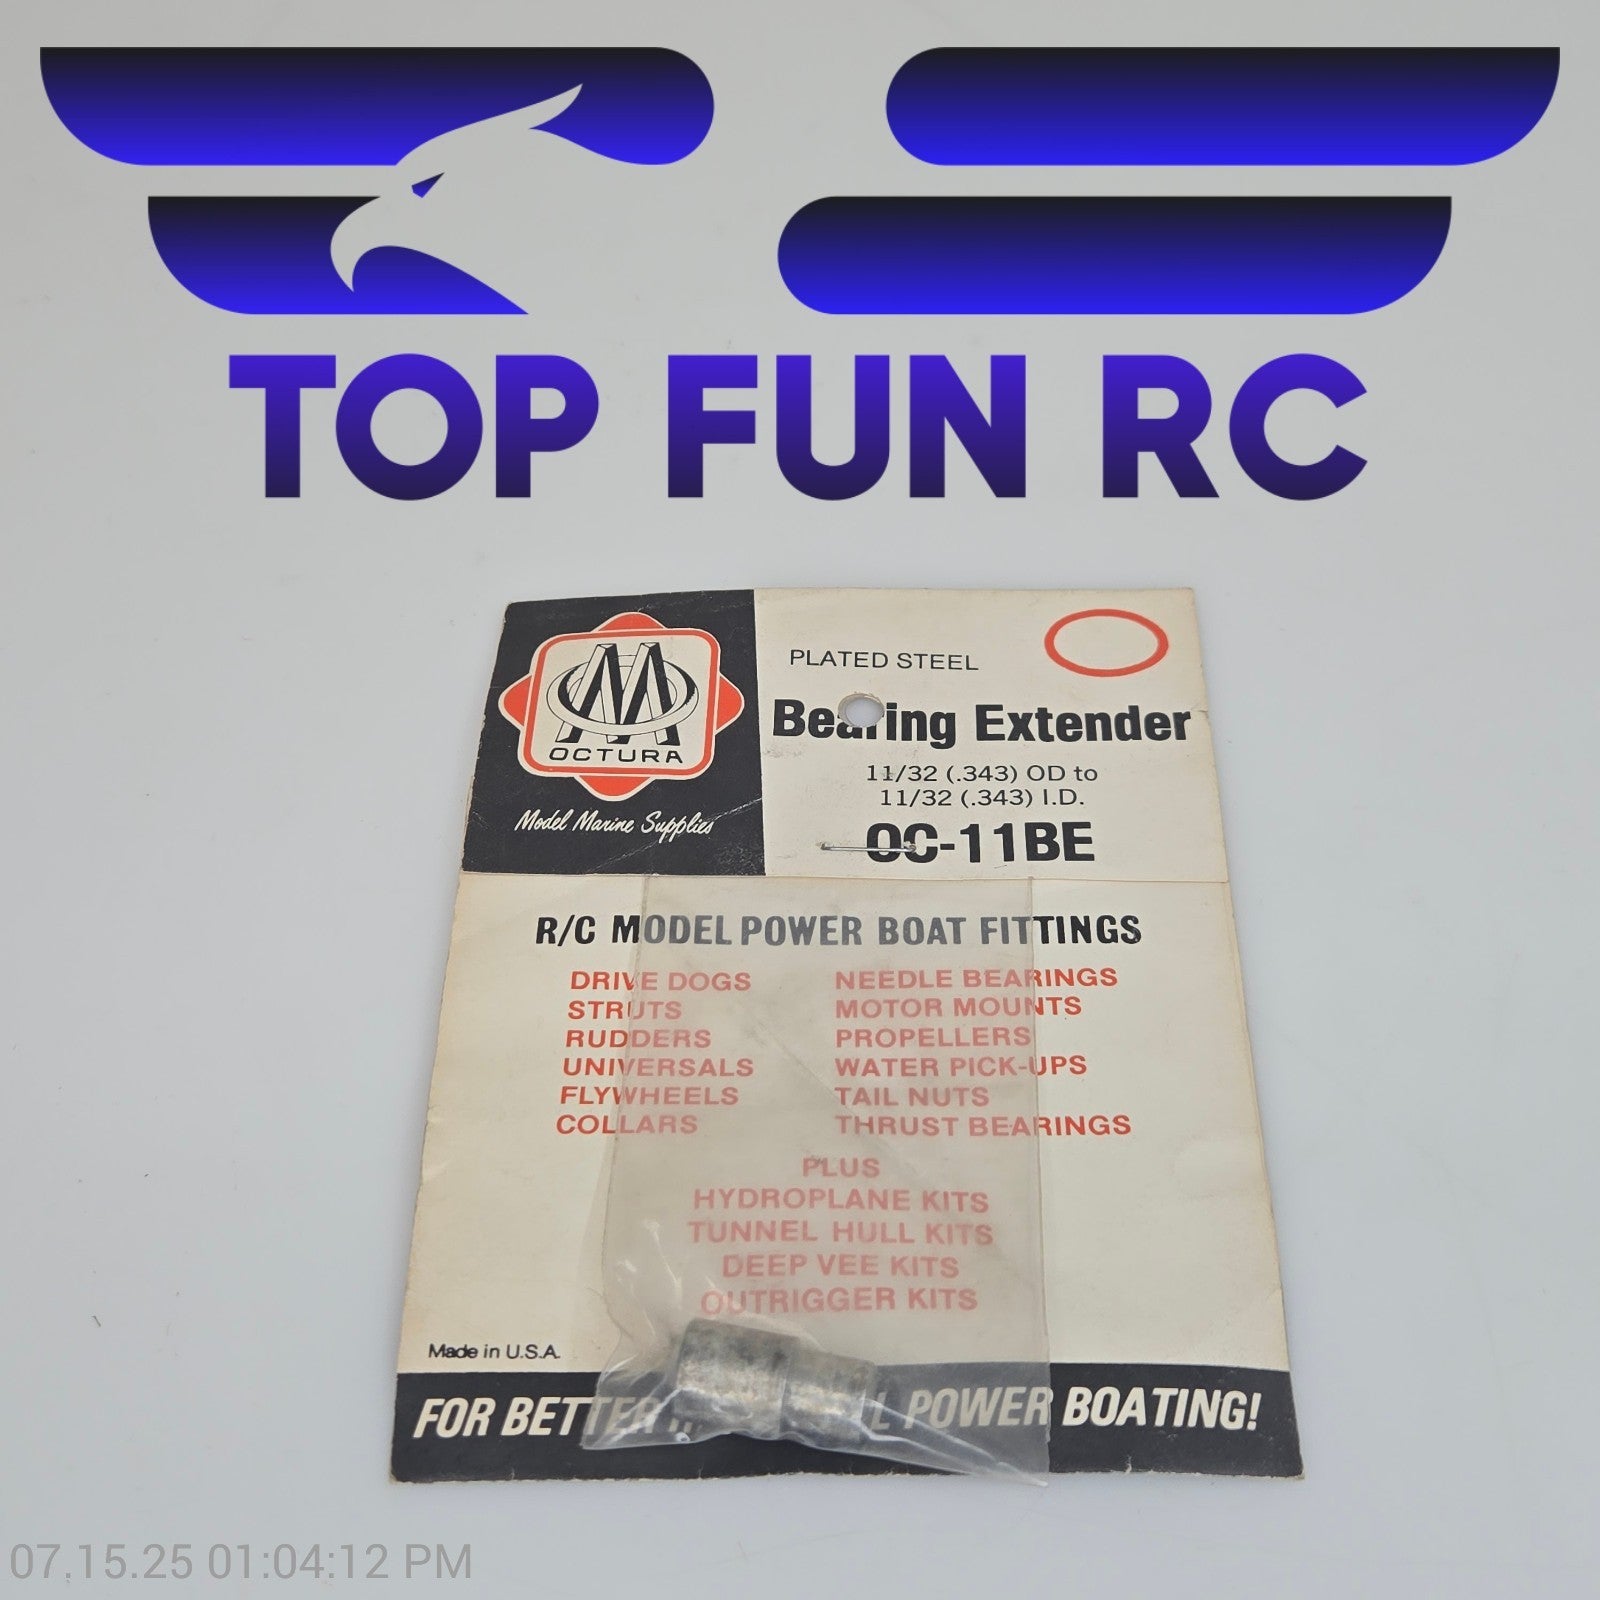 TOP FUN RC
OCTURA
Model Marine Supplies
PLATED STEEL
Bearing Extender
11/32 (.343) OD to
11/32 (.343) I.D.
OC-11BE
R/C MODEL POWER BOAT FITTINGS
DRIVE DOGS NEEDLE BEARINGS
STRUTS MOTOR MOUNTS
RUDDERS PROPELLERS
UNIVERSALS WATER PICK-UPS
FLYWHEELS TAIL NUTS
COLLARS THRUST BEARINGS
PLUS
HYDROPLANE KITS
TUNNEL HULL KITS
DEEP VEE KITS
OUTRIGGER KITS
Made in U.S.A.
FOR BETTER POWER BOATING!
07.15.25 01:04:12 PM